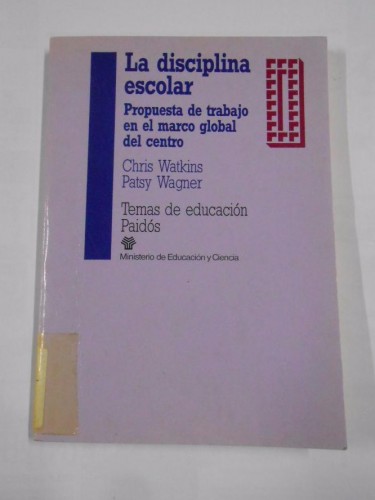 La disciplina
escolar
Propuesta de trabajo
en el marco global
del centro
Chris Watkins
Patsy Wagner
Temas de educación
Paidós
Ministerio de Educación y Ciencia